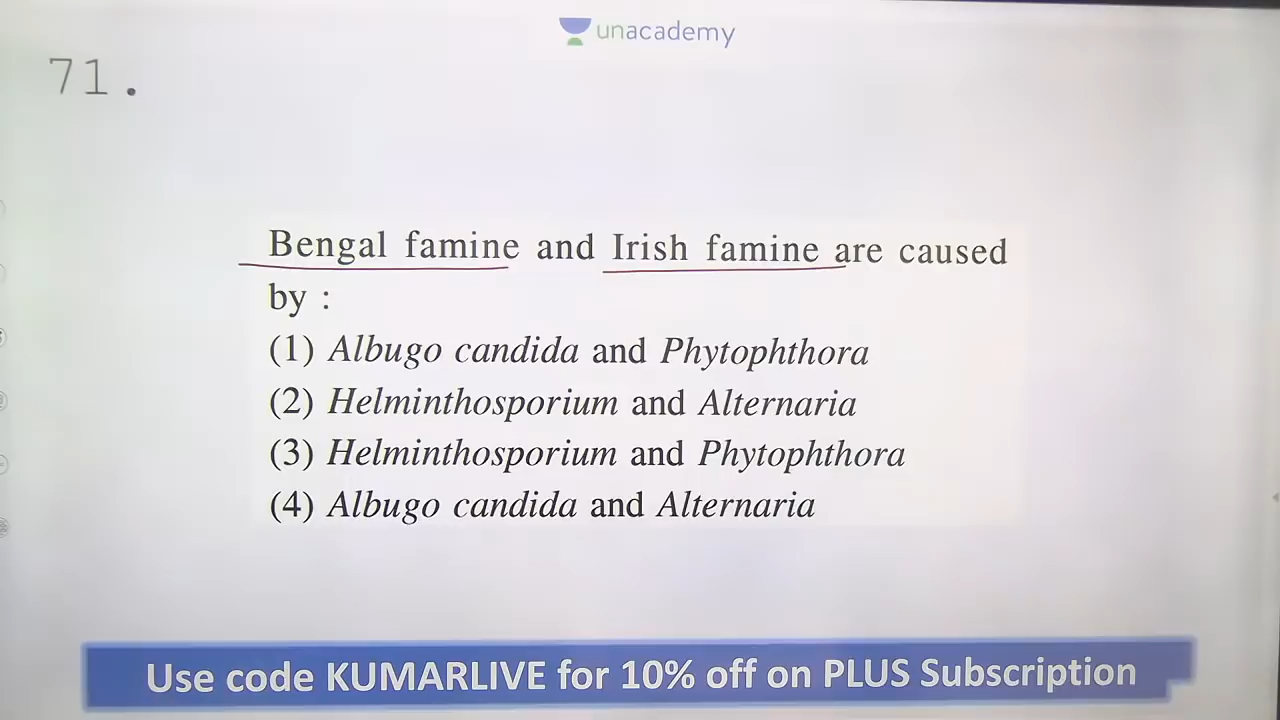 unacademy
71.
Bengal famine and Irish famine are caused
by :
(1) Albugo candida and Phytophthora
(2) Helminthosporium and Alternaria
(3) Helminthosporium and Phytophthora
(4) Albugo candida and Alternaria
Use code KUMARLIVE for 10% off on PLUS Subscription